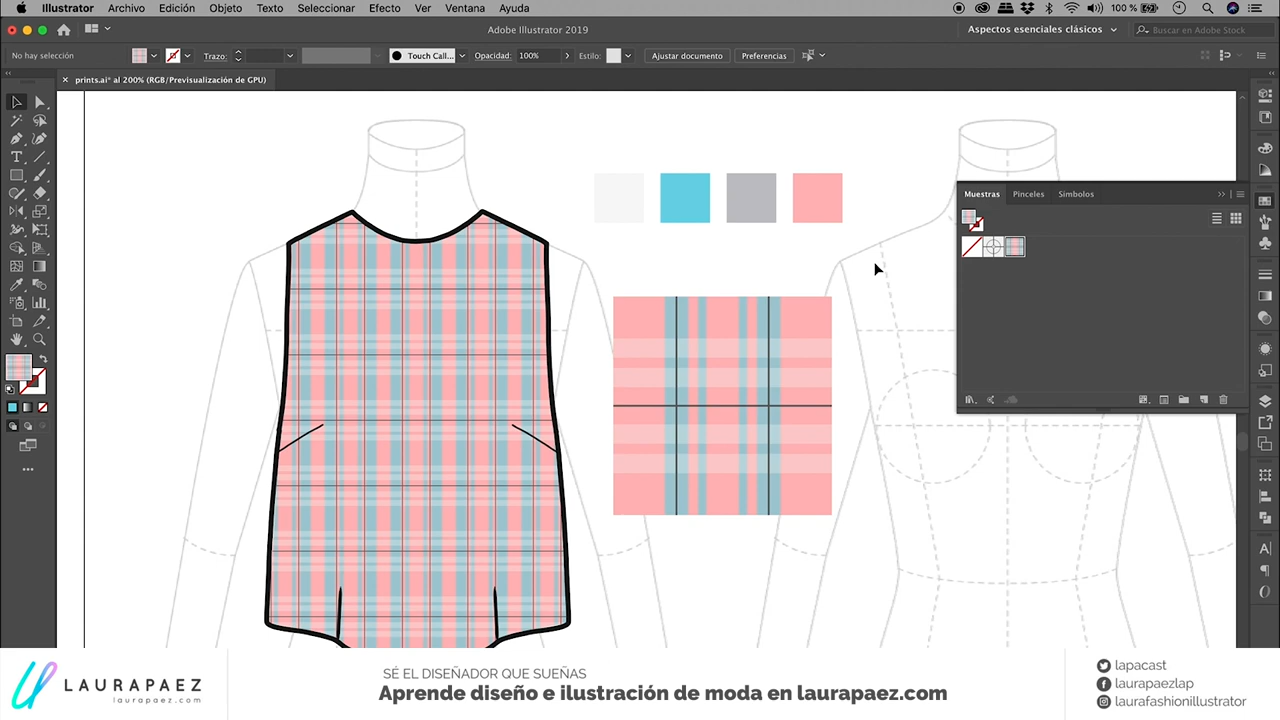 Illustrator Archivo Edición Objeto Texto Seleccionar Efecto Ver Ventana Ayuda 100 %
Adobe Illustrator 2019 Aspectos esenciales clásicos Buscar en Adobe Stock
No hay selección Trazo: Touch Call... Opacidad: 100% Estilo: Ajustar documento Preferencias
prints.ai* al 200% (RGB/Previsualización de GPU)
Muestras Pinceles Símbolos
LAURAPAEZ
laurapaez.com
SÉ EL DISEÑADOR QUE SUEÑAS
Aprende diseño e ilustración de moda en laurapaez.com
lapacast
laurapaezlap
laurafashionillustrator